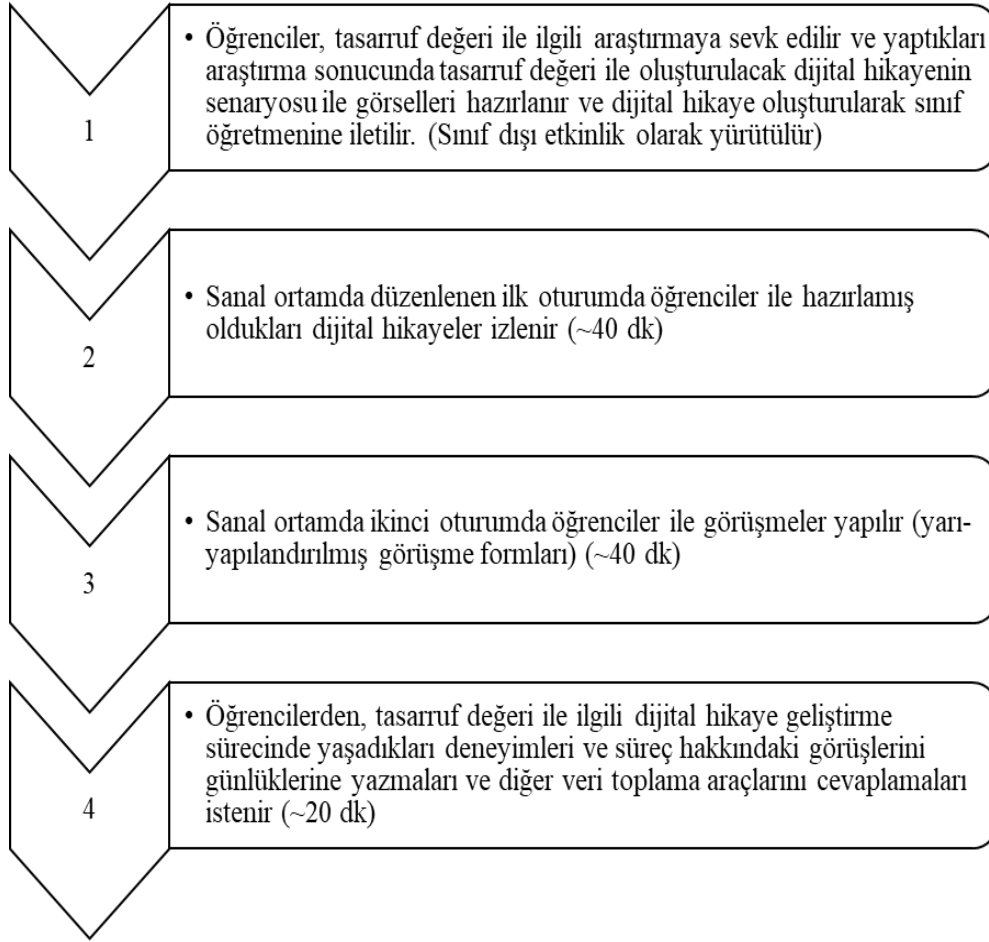 1
• Öğrenciler, tasarruf değeri ile ilgili araştırmaya sevk edilir ve yaptıkları
araştırma sonucunda tasarruf değeri ile oluşturulacak dijital hikayenin
senaryosu ile görselleri hazırlanır ve dijital hikaye oluşturularak sınıf
öğretmenine iletilir. (Sınıf dışı etkinlik olarak yürütülür)
2
• Sanal ortamda düzenlenen ilk oturumda öğrenciler ile hazırlamış
oldukları dijital hikayeler izlenir (~40 dk)
3
• Sanal ortamda ikinci oturumda öğrenciler ile görüşmeler yapılır (yarı-
yapılandırılmış görüşme formları) (~40 dk)
4
• Öğrencilerden, tasarruf değeri ile ilgili dijital hikaye geliştirme
sürecinde yaşadıkları deneyimleri ve süreç hakkındaki görüşlerini
günlüklerine yazmaları ve diğer veri toplama araçlarını cevaplamaları
istenir (~20 dk)